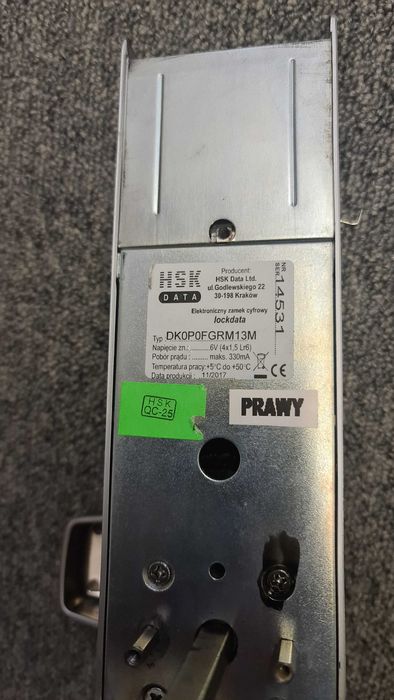 HSK
DATA
Producent:
HSK Data Ltd.
ul.Godlewskiego 22
30-198 Kraków
Elektroniczny zamek cyfrowy
lockdata
Typ DK0P0FGRM13M
Napięcie zn.: ........6V (4x1,5 Lr6)
Pobór prądu : ........ maks. 330mA
Temperatura pracy:+5°C do +50°C
Data produkcji : 11/2017
CE
NR SER. 14531
HSK
QC-25
PRAWY